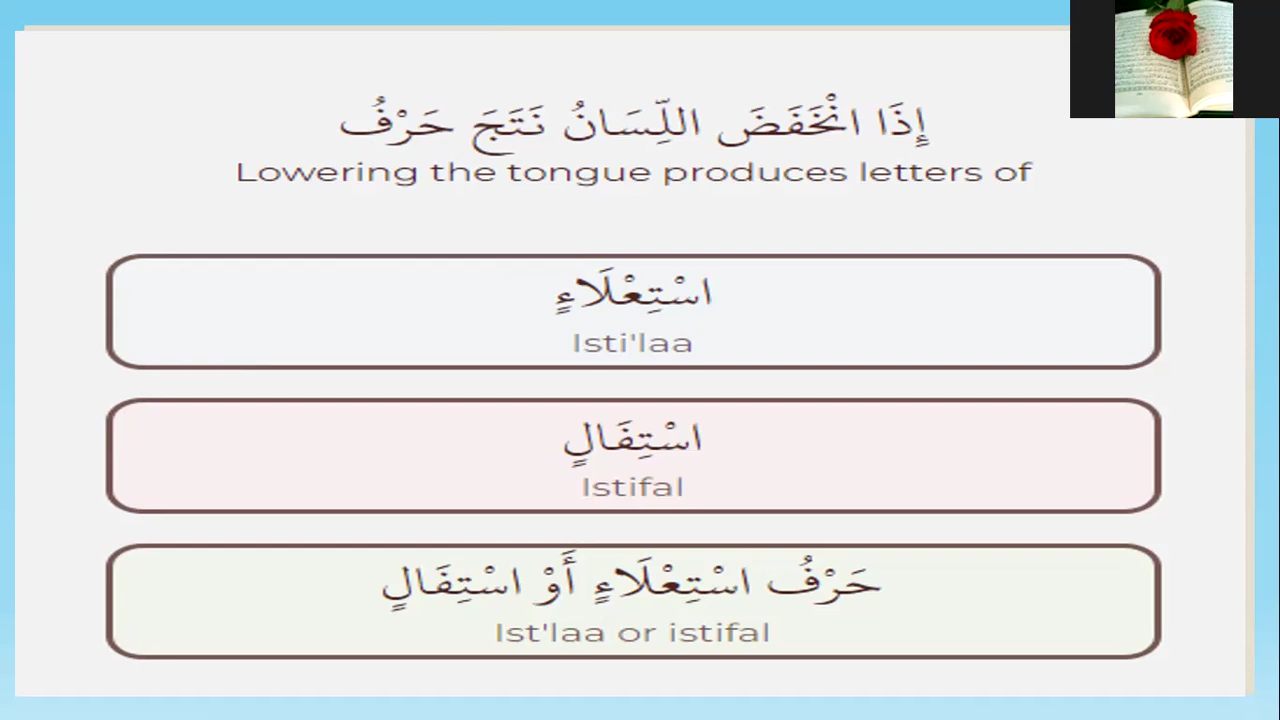 إِذَا انْخَفَضَ اللِّسَانُ نَتَجَ حَرْفُ
Lowering the tongue produces letters of
اسْتِعْلَاءٍ
Isti'laa
اسْتِفَالٍ
Istifal
حَرْفُ اسْتِعْلَاءٍ أَوْ اسْتِفَالٍ
Ist'laa or istifal